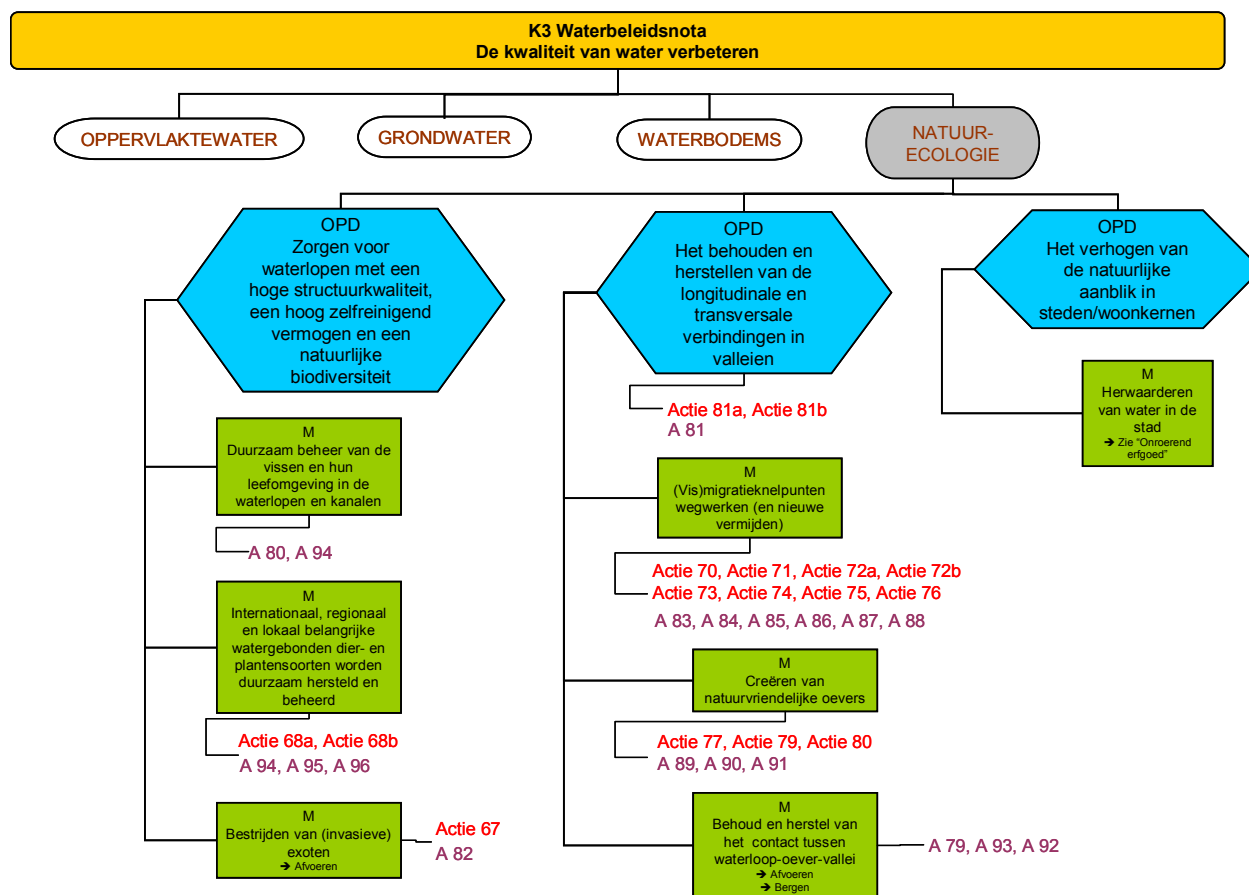 K3 Waterbeleidsnota
De kwaliteit van water verbeteren
OPPERVLAKTEWATER
GRONDWATER
WATERBODEMS
NATUUR-
ECOLOGIE
OPD
Zorgen voor
waterlopen met een
hoge structuurkwaliteit,
een hoog zelfreinigend
vermogen en een
natuurlijke
biodiversiteit
M
Duurzaam beheer van de
vissen en hun
leefomgeving in de
waterlopen en kanalen
A 80, A 94
M
Internationaal, regionaal
en lokaal belangrijke
watergebonden dier- en
plantensoorten worden
duurzaam hersteld en
beheerd
Actie 68a, Actie 68b
A 94, A 95, A 96
M
Bestrijden van (invasieve)
exoten
➔ Afvoeren
Actie 67
A 82
OPD
Het behouden en
herstellen van de
longitudinale en
transversale
verbindingen in
valleien
Actie 81a, Actie 81b
A 81
M
(Vis)migratieknelpunten
wegwerken (en nieuwe
vermijden)
Actie 70, Actie 71, Actie 72a, Actie 72b
Actie 73, Actie 74, Actie 75, Actie 76
A 83, A 84, A 85, A 86, A 87, A 88
M
Creëren van
natuurvriendelijke oevers
Actie 77, Actie 79, Actie 80
A 89, A 90, A 91
M
Behoud en herstel van
het contact tussen
waterloop-oever-vallei
➔ Afvoeren
➔ Bergen
A 79, A 93, A 92
OPD
Het verhogen van
de natuurlijke
aanblik in
steden/woonkernen
M
Herwaarderen
van water in de
stad
➔ Zie "Onroerend
erfgoed"